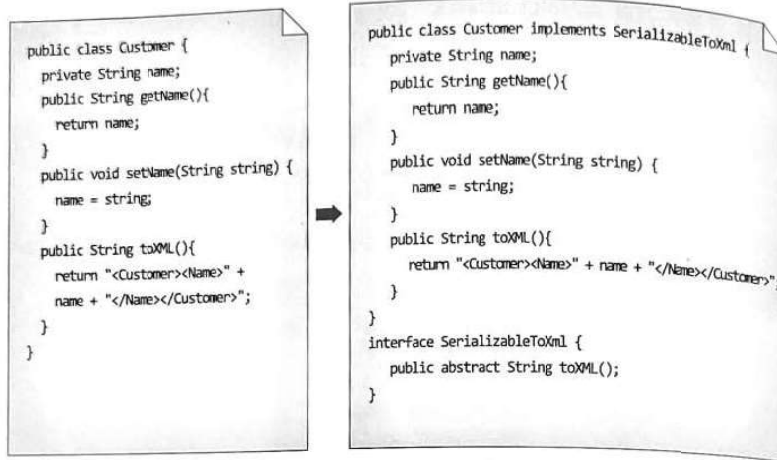 public class Customer {
private String name;
public String getName(){
return name;
}
public void setName(String string) {
name = string;
}
public String toXML(){
return "<Customer><Name>" +
name + "</Name></Customer>";
}
}
public class Customer implements SerializableToXml {
private String name;
public String getName(){
return name;
}
public void setName(String string) {
name = string;
}
public String toXML(){
return "<Customer><Name>" + name + "</Name></Customer>";
}
}
interface SerializableToXml {
public abstract String toXML();
}